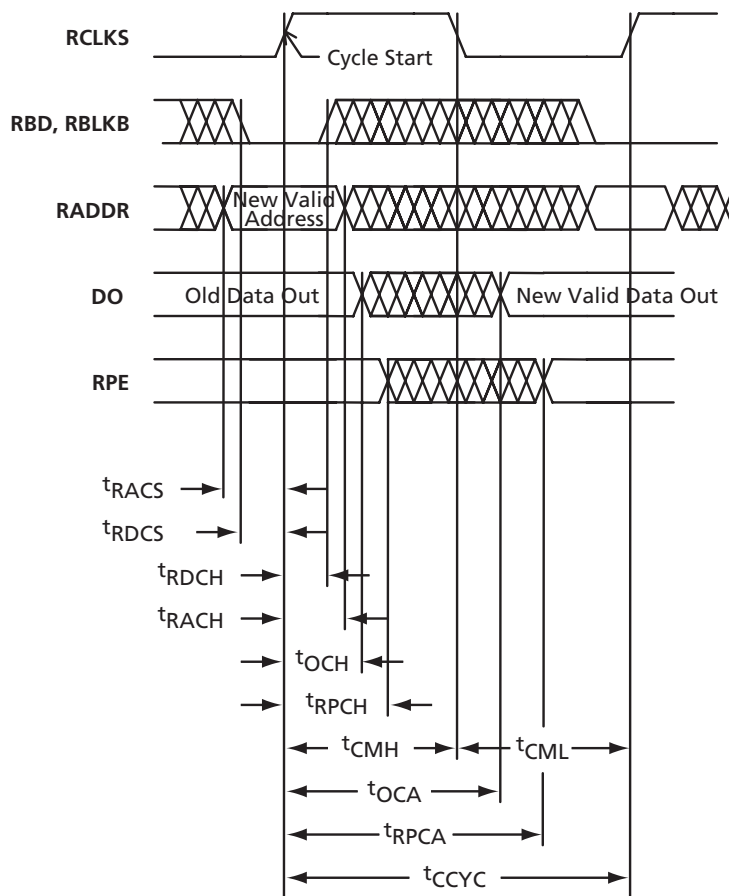 RCLKS
Cycle Start
RBD, RBLKB
RADDR
New Valid
Address
DO
Old Data Out
New Valid Data Out
RPE
tRACS
tRDCS
tRDCH
tRACH
tOCH
tRPCH
tCMH
tCML
tOCA
tRPCA
tCCYC